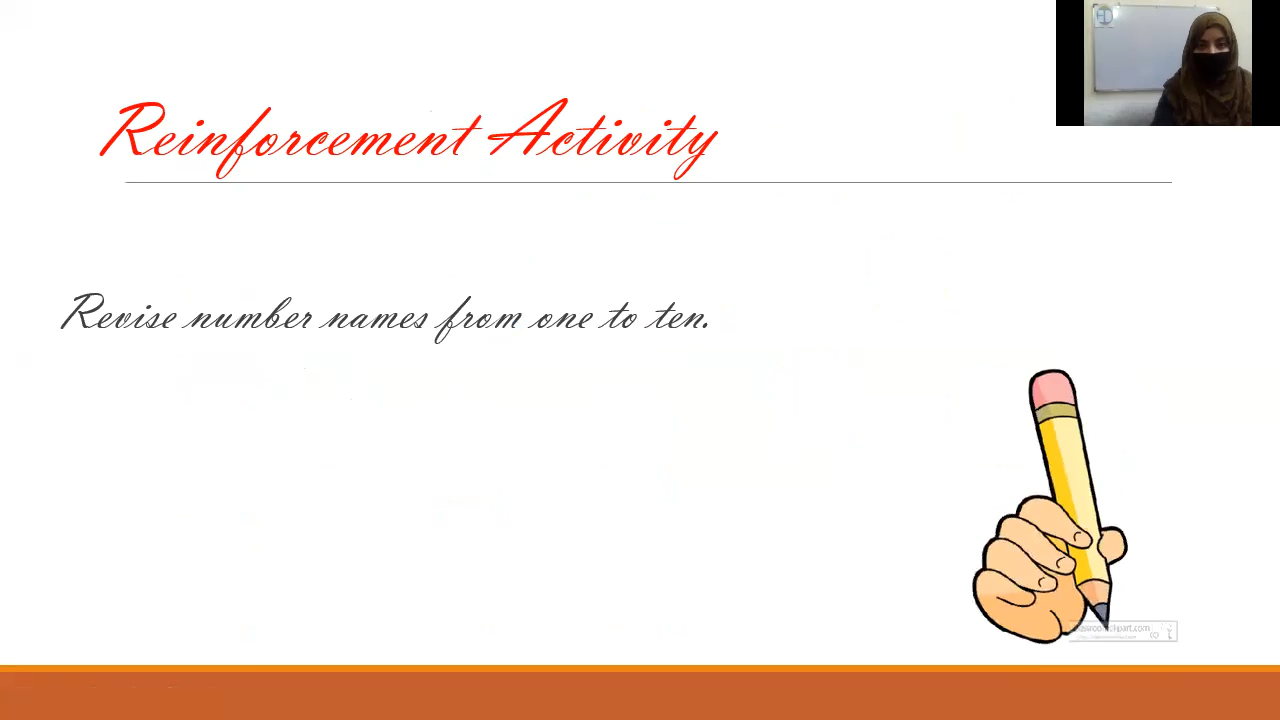 Reinforcement Activity
Revise number names from one to ten.